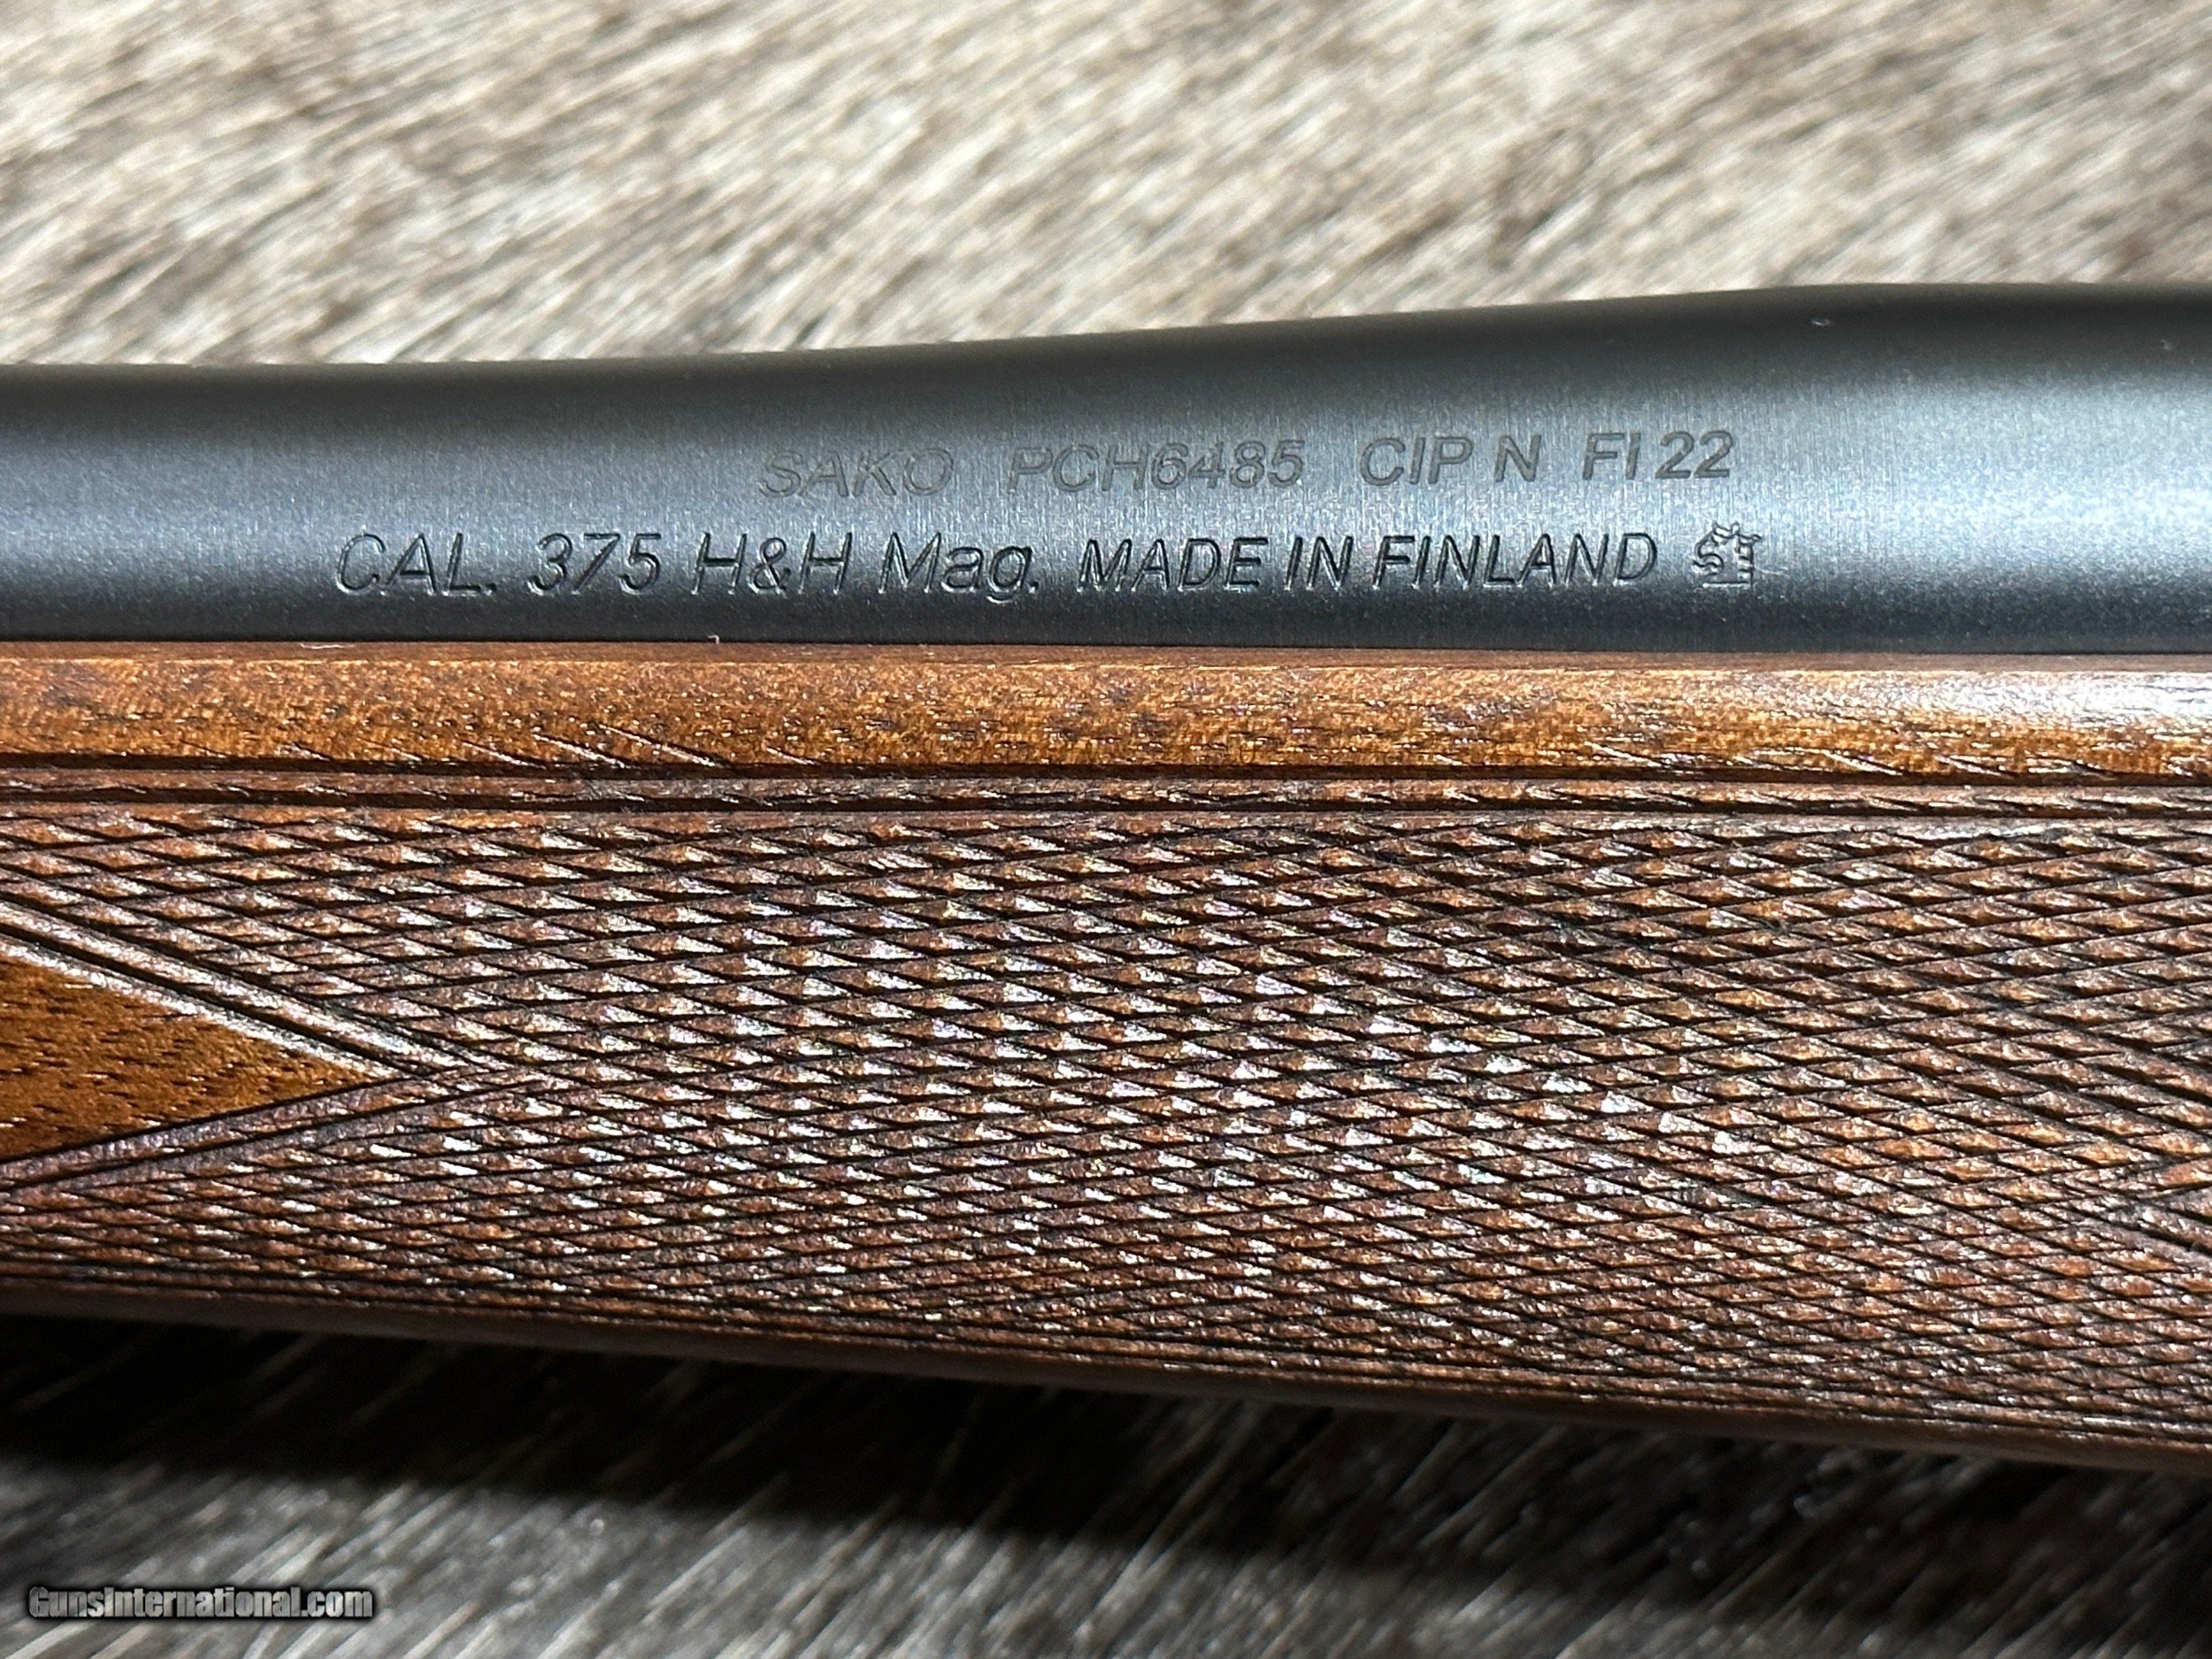 SAKO PCH6485 CIP N FI 22
CAL. 375 H&H Mag. MADE IN FINLAND
GunsInternational.com